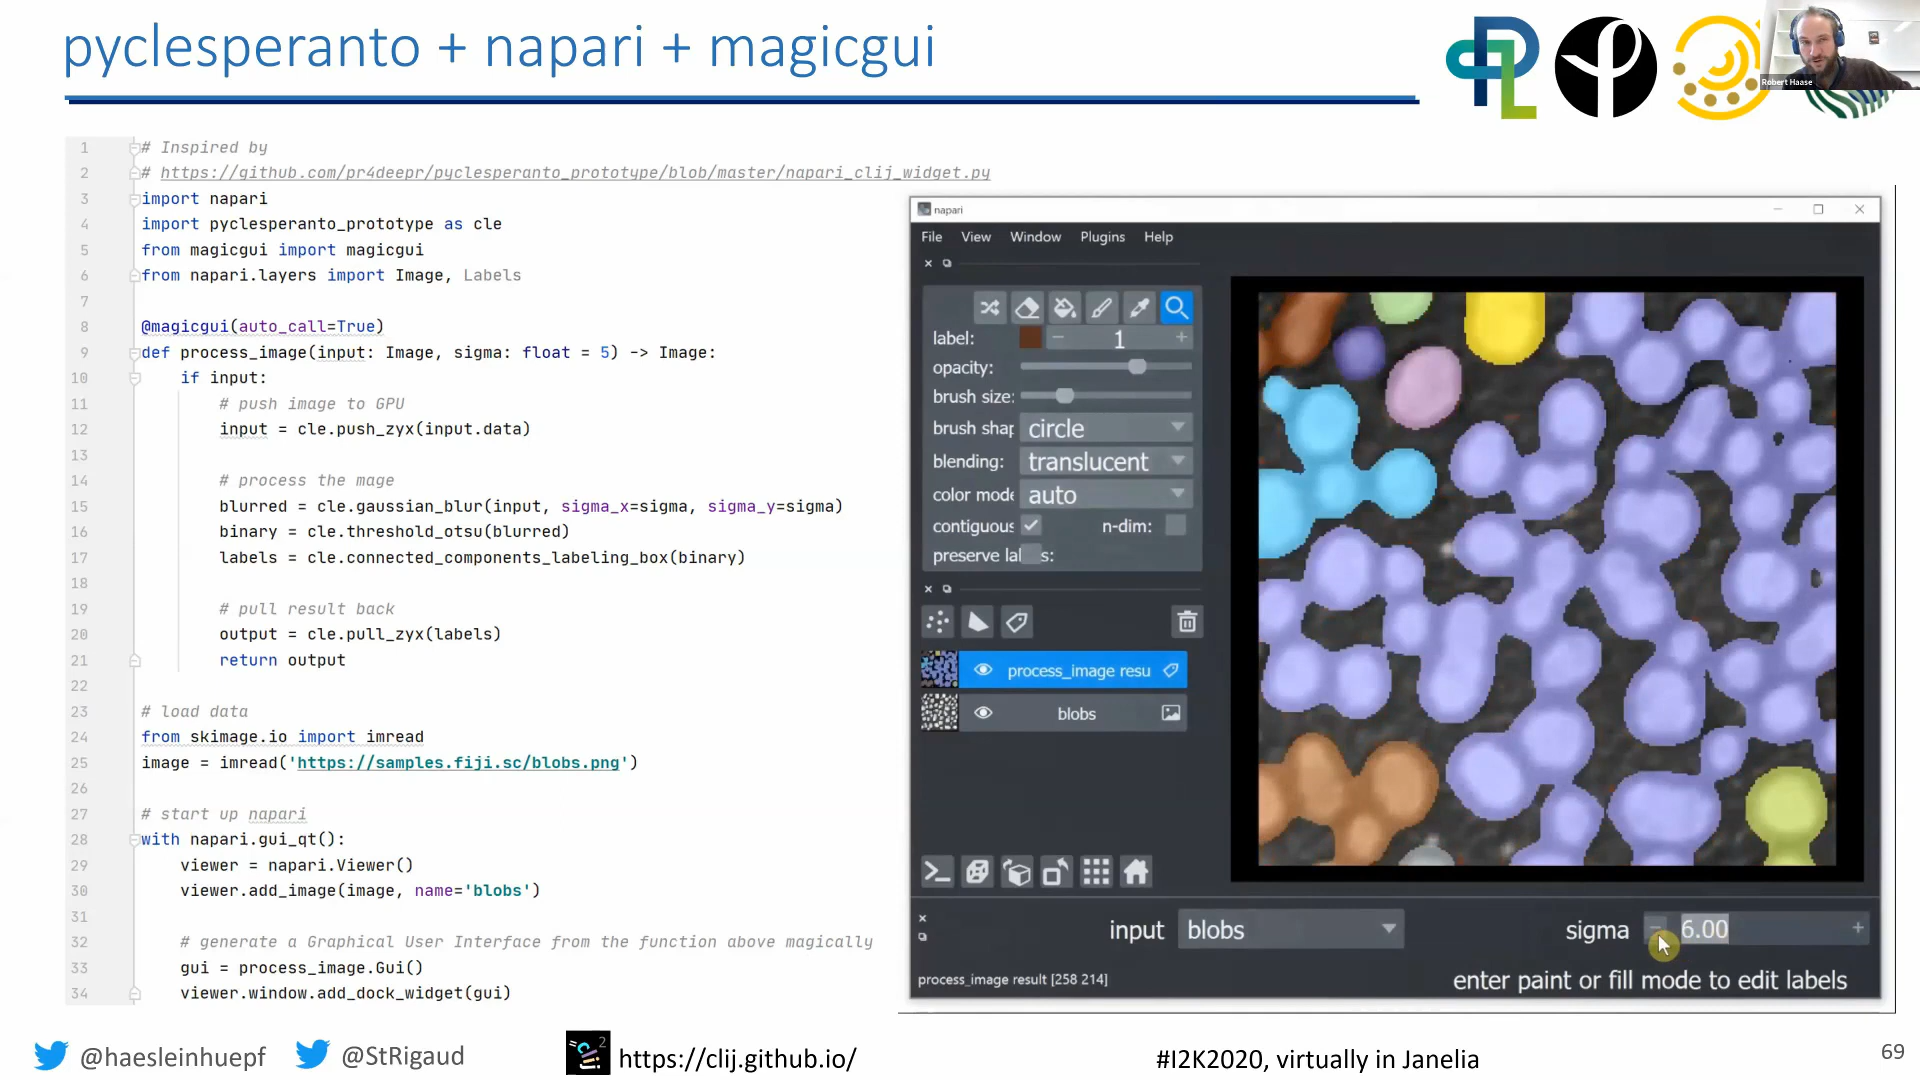 pyclesperanto + napari + magicgui
Robert Haase
1 # Inspired by
2 # https://github.com/pr4deepr/pyclesperanto_prototype/blob/master/napari_clij_widget.py
3 import napari
4 import pyclesperanto_prototype as cle
5 from magicgui import magicgui
6 from napari.layers import Image, Labels
7
8 @magicgui(auto_call=True)
9 def process_image(input: Image, sigma: float = 5) -> Image:
10 if input:
11 # push image to GPU
12 input = cle.push_zyx(input.data)
13
14 # process the mage
15 blurred = cle.gaussian_blur(input, sigma_x=sigma, sigma_y=sigma)
16 binary = cle.threshold_otsu(blurred)
17 labels = cle.connected_components_labeling_box(binary)
18
19 # pull result back
20 output = cle.pull_zyx(labels)
21 return output
22
23 # load data
24 from skimage.io import imread
25 image = imread('https://samples.fiji.sc/blobs.png')
26
27 # start up napari
28 with napari.gui_qt():
29 viewer = napari.Viewer()
30 viewer.add_image(image, name='blobs')
31
32 # generate a Graphical User Interface from the function above magically
33 gui = process_image.Gui()
34 viewer.window.add_dock_widget(gui)
napari
File View Window Plugins Help
label: 1
opacity:
brush size:
brush shap circle
blending: translucent
color mode auto
contiguous n-dim:
preserve labels:
process_image resu
blobs
input blobs sigma 6.00
process_image result [258 214] enter paint or fill mode to edit labels
@haesleinhuepf @StRigaud https://clij.github.io/ #I2K2020, virtually in Janelia 69